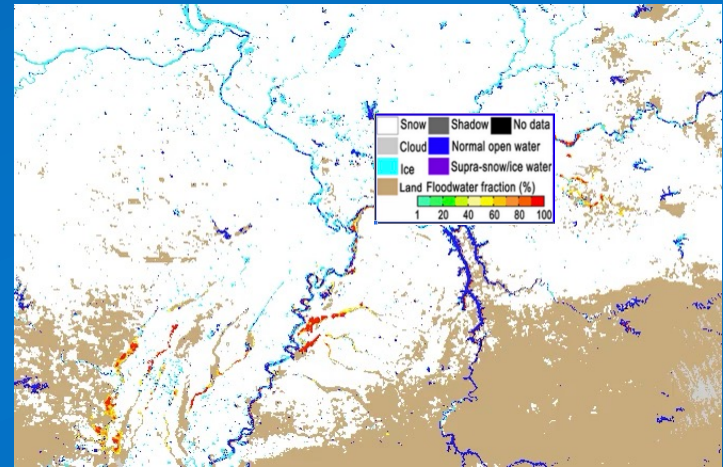 Snow Shadow No data
Cloud Normal open water
Ice Supra-snow/ice water
Land Floodwater fraction (%)
1 20 40 60 80 100